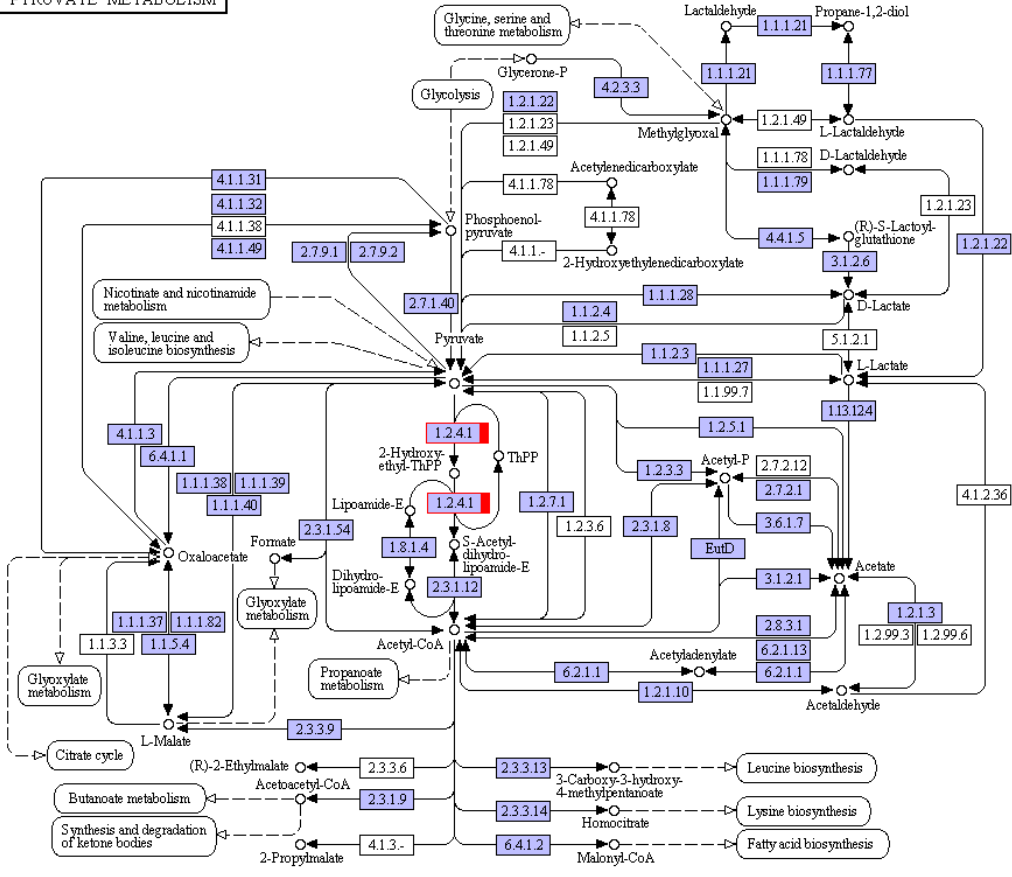 PYRUVATE METABOLISM
Glycine, serine and
threonine metabolism
Lactaldehyde
Propane-1,2-diol
1.1.1.21
Glycerone-P
1.1.1.21
1.1.1.77
Glycolysis
4.2.3.3
1.2.1.22
1.2.1.23
1.2.1.49
Methylglyoxal
1.2.1.49
L-Lactaldehyde
Acetylenedicarboxylate
1.1.1.78
D-Lactaldehyde
4.1.1.31
4.1.1.78
1.1.1.79
4.1.1.32
1.2.1.23
4.1.1.38
Phosphoenol-
pyruvate
4.1.1.78
4.1.1.49
2.7.9.1
2.7.9.2
4.1.1.-
4.4.1.5
(R)-S-Lactoyl-
glutathione
1.2.1.22
2-Hydroxyethylenedicarboxylate
3.1.2.6
Nicotinate and nicotinamide
metabolism
2.7.1.40
1.1.1.28
D-Lactate
1.1.2.4
1.1.2.5
Valine, leucine and
isoleucine biosynthesis
Pyruvate
5.1.2.1
1.1.2.3
1.1.1.27
L-Lactate
1.1.99.7
1.13.12.4
4.1.1.3
1.2.4.1
1.2.5.1
6.4.1.1
2-Hydroxy-
ethyl-ThPP
ThPP
1.2.3.3
Acetyl-P
2.7.2.12
1.1.1.38
1.1.1.39
2.7.2.1
1.1.1.40
Lipoamide-E
1.2.4.1
1.2.7.1
4.1.2.36
2.3.1.54
1.2.3.6
2.3.1.8
3.6.1.7
Oxaloacetate
Formate
1.8.1.4
S-Acetyl-
dihydro-
lipoamide-E
EutD
Acetate
Dihydro-
lipoamide-E
2.3.1.12
3.1.2.1
Glyoxylate
metabolism
1.1.1.37
1.1.1.82
1.2.1.3
1.1.3.3
1.1.5.4
Acetyl-CoA
2.8.3.1
1.2.99.3
1.2.99.6
6.2.1.13
Glyoxylate
metabolism
Propanoate
metabolism
6.2.1.1
Acetyladenylate
6.2.1.1
1.2.1.10
Acetaldehyde
L-Malate
2.3.3.9
Citrate cycle
(R)-2-Ethylmalate
2.3.3.6
2.3.3.13
3-Carboxy-3-hydroxy-
4-methylpentanoate
Leucine biosynthesis
Butanoate metabolism
Acetoacetyl-CoA
2.3.1.9
2.3.3.14
Homocitrate
Lysine biosynthesis
Synthesis and degradation
of ketone bodies
2-Propylmalate
4.1.3.-
6.4.1.2
Malonyl-CoA
Fatty acid biosynthesis